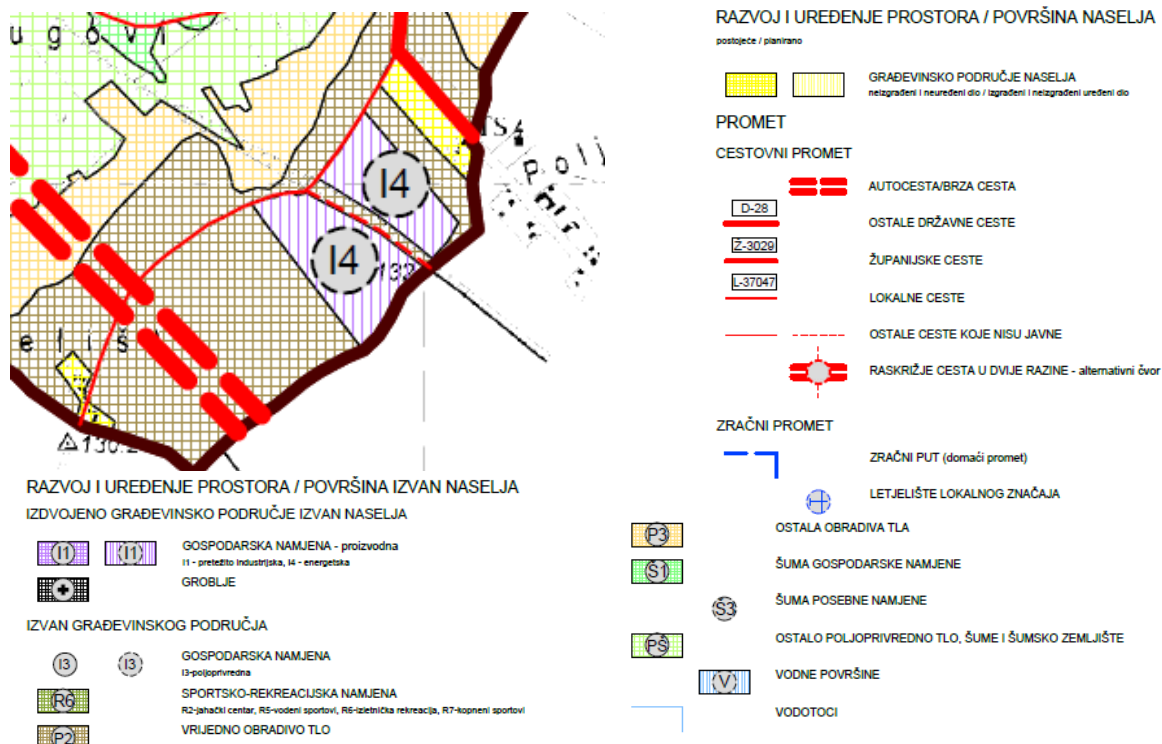 u g o v i
TS4
P o l j
I4
I4
132
e l i š
130.2
RAZVOJ I UREĐENJE PROSTORA / POVRŠINA IZVAN NASELJA
IZDVOJENO GRAĐEVINSKO PODRUČJE IZVAN NASELJA
I1 I1 GOSPODARSKA NAMJENA - proizvodna
I1 - pretežito industrijska, I4 - energetska
GROBLJE
IZVAN GRAĐEVINSKOG PODRUČJA
I3 I3 GOSPODARSKA NAMJENA
I3-poljoprivredna
R6 SPORTSKO-REKREACIJSKA NAMJENA
R2-jahački centar, R5-vodeni sportovi, R6-izletnička rekreacija, R7-kopneni sportovi
P2 VRIJEDNO OBRADIVO TLO
RAZVOJ I UREĐENJE PROSTORA / POVRŠINA NASELJA
postojeće / planirano
GRAĐEVINSKO PODRUČJE NASELJA
neizgrađeni i neuređeni dio / izgrađeni i neizgrađeni uređeni dio
PROMET
CESTOVNI PROMET
AUTOCESTA/BRZA CESTA
D-28
OSTALE DRŽAVNE CESTE
Ž-3029
ŽUPANIJSKE CESTE
L-37047
LOKALNE CESTE
OSTALE CESTE KOJE NISU JAVNE
RASKRIŽJE CESTA U DVIJE RAZINE - alternativni čvor
ZRAČNI PROMET
ZRAČNI PUT (domaći promet)
LETJELIŠTE LOKALNOG ZNAČAJA
P3 OSTALA OBRADIVA TLA
Š1 ŠUMA GOSPODARSKE NAMJENE
Š3 ŠUMA POSEBNE NAMJENE
PŠ OSTALO POLJOPRIVREDNO TLO, ŠUME I ŠUMSKO ZEMLJIŠTE
V VODNE POVRŠINE
VODOTOCI